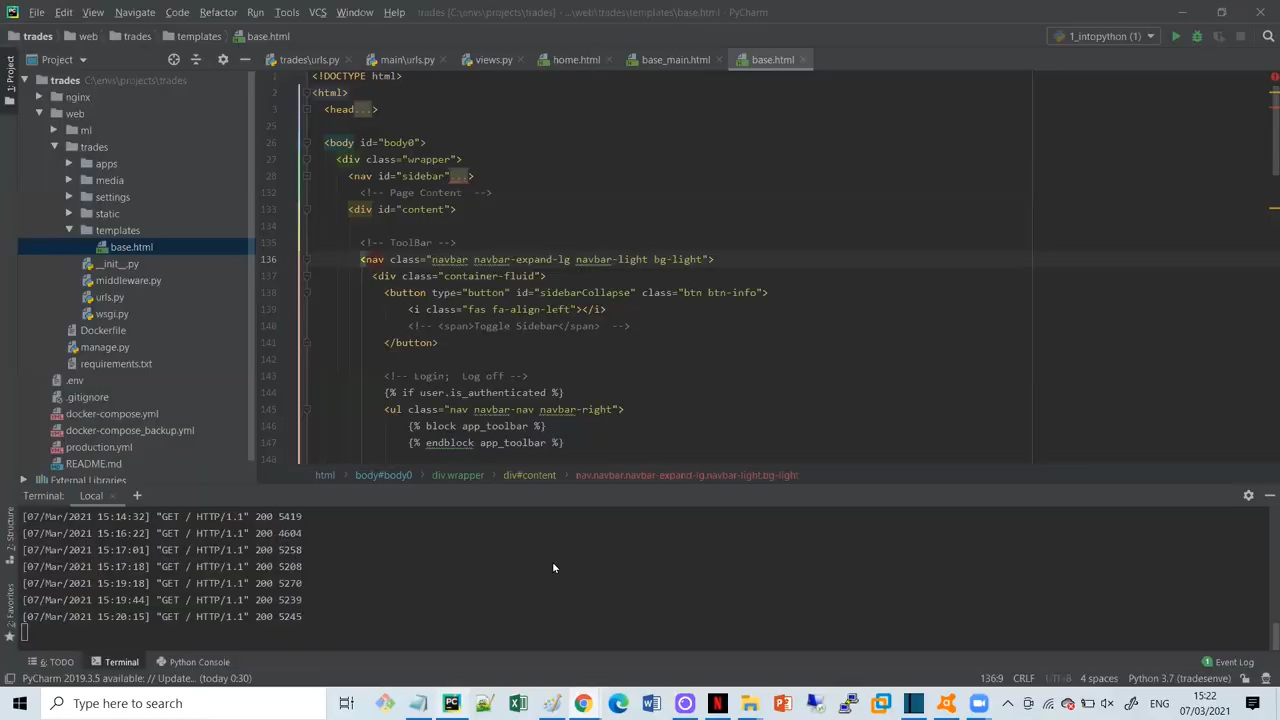 File Edit View Navigate Code Refactor Run Tools VCS Window Help trades [C:\envs\projects\trades] - ...\web\trades\templates\base.html - PyCharm
trades web trades templates base.html 1_intopython (1)
Project
trades\urls.py main\urls.py views.py home.html base_main.html base.html
1: Project
trades C:\envs\projects\trades
nginx
web
ml
trades
apps
media
settings
static
templates
base.html
__init__.py
middleware.py
urls.py
wsgi.py
Dockerfile
manage.py
requirements.txt
.env
.gitignore
docker-compose.yml
docker-compose_backup.yml
production.yml
README.md
External Libraries
1 <!DOCTYPE html>
2 <html>
3 <head...>
25
26 <body id="body0">
27 <div class="wrapper">
28 <nav id="sidebar"...>
132 <!-- Page Content -->
133 <div id="content">
134
135 <!-- ToolBar -->
136 <nav class="navbar navbar-expand-lg navbar-light bg-light">
137 <div class="container-fluid">
138 <button type="button" id="sidebarCollapse" class="btn btn-info">
139 <i class="fas fa-align-left"></i>
140 <!-- <span>Toggle Sidebar</span> -->
141 </button>
142
143 <!-- Login; Log off -->
144 {% if user.is_authenticated %}
145 <ul class="nav navbar-nav navbar-right">
146 {% block app_toolbar %}
147 {% endblock app_toolbar %}
148
html body#body0 div.wrapper div#content nav.navbar.navbar-expand-lg.navbar-light.bg-light
Terminal: Local +
[07/Mar/2021 15:14:32] "GET / HTTP/1.1" 200 5419
[07/Mar/2021 15:16:22] "GET / HTTP/1.1" 200 4604
[07/Mar/2021 15:17:01] "GET / HTTP/1.1" 200 5258
[07/Mar/2021 15:17:18] "GET / HTTP/1.1" 200 5208
[07/Mar/2021 15:19:18] "GET / HTTP/1.1" 200 5270
[07/Mar/2021 15:19:44] "GET / HTTP/1.1" 200 5239
[07/Mar/2021 15:20:15] "GET / HTTP/1.1" 200 5245
Z: Structure
2: Favorites
6: TODO Terminal Python Console Event Log
PyCharm 2019.3.5 available: // Update... (today 0:30) 136:9 CRLF UTF-8 4 spaces Python 3.7 (tradesense)
Type here to search
ENG
15:22
07/03/2021